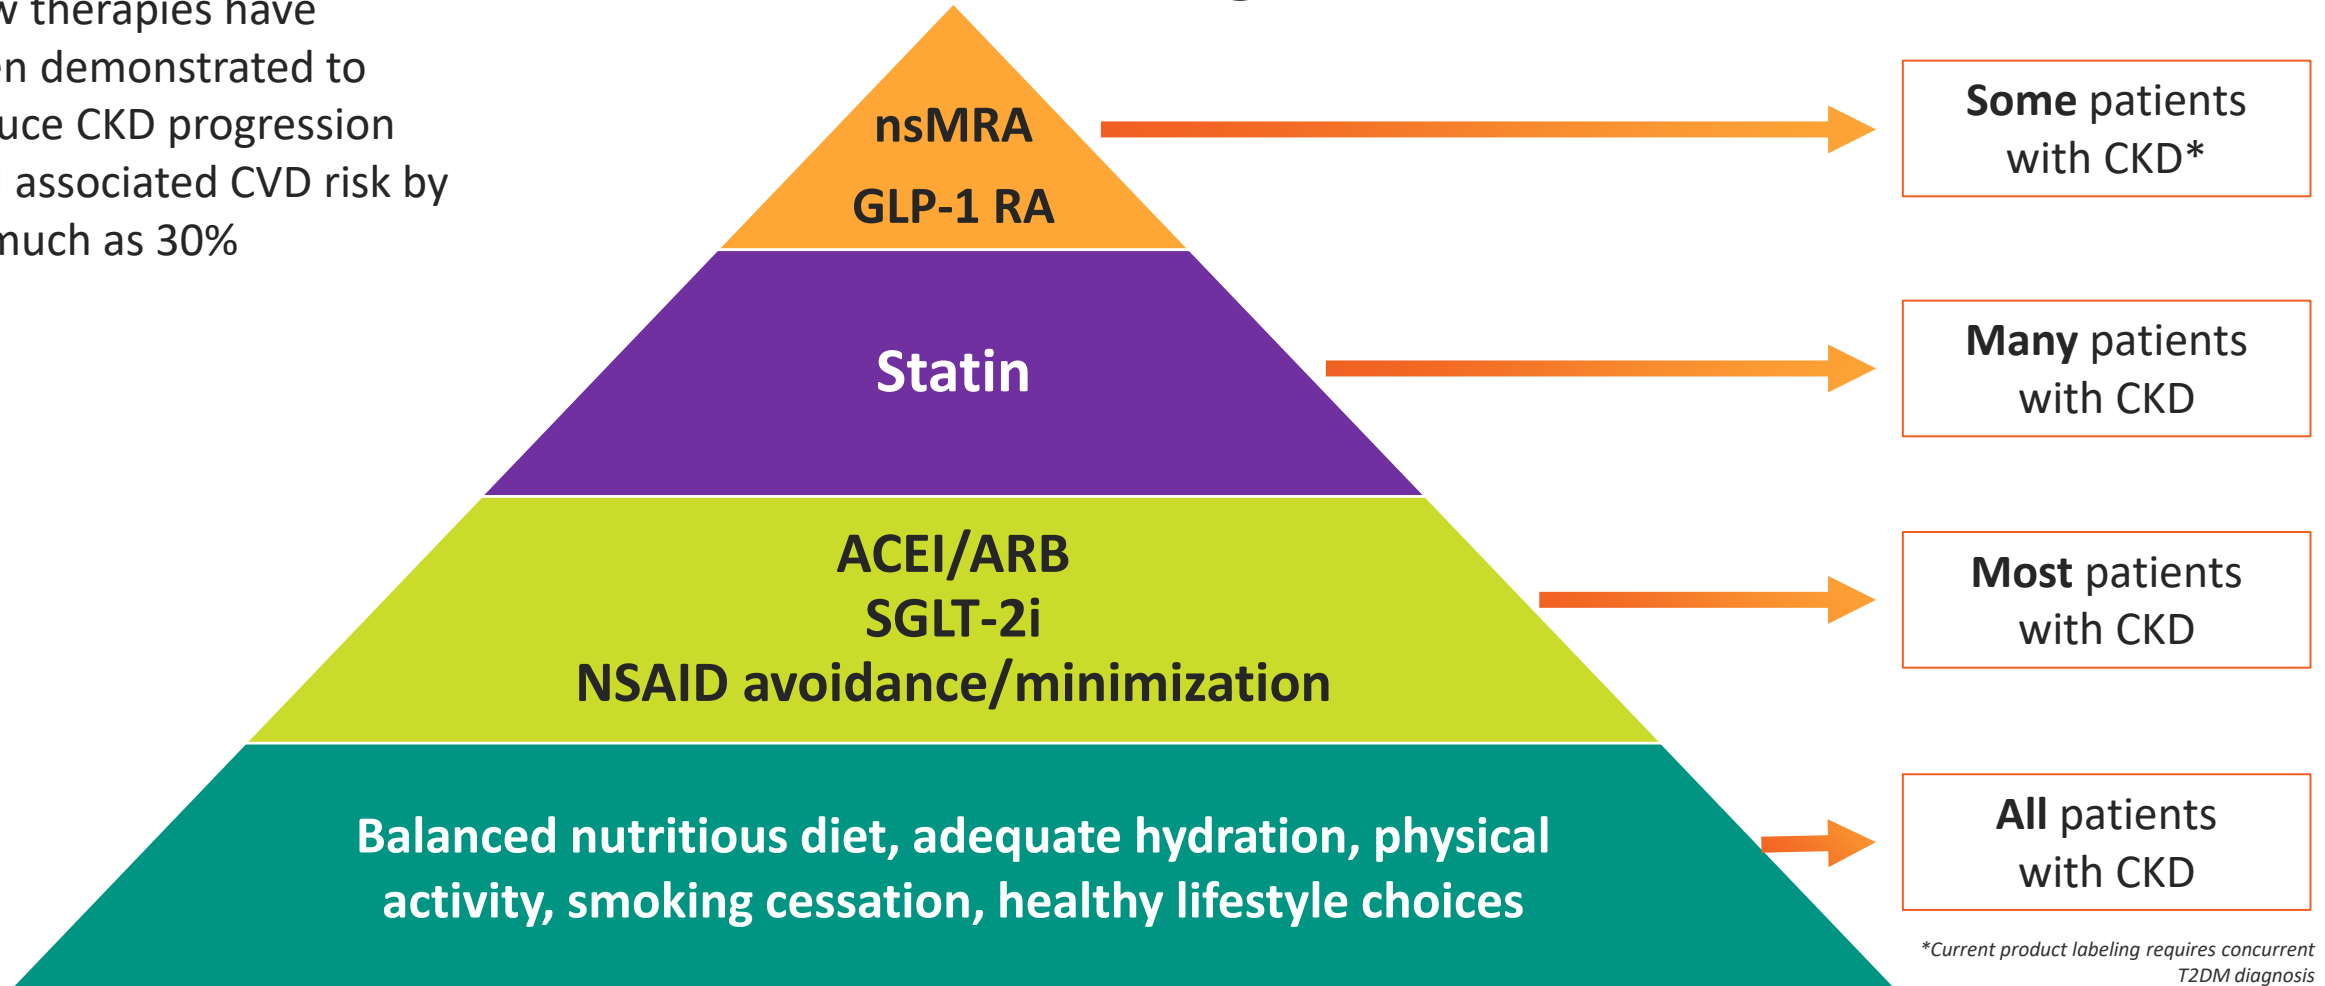 therapies have
demonstrated to
CKD progression
associated CVD risk by
much as 30%
nsMRA
GLP-1 RA
Some patients
with CKD*
Statin
Many patients
with CKD
ACEI/ARB
SGLT-2i
NSAID avoidance/minimization
Most patients
with CKD
Balanced nutritious diet, adequate hydration, physical
activity, smoking cessation, healthy lifestyle choices
All patients
with CKD
*Current product labeling requires concurrent
T2DM diagnosis